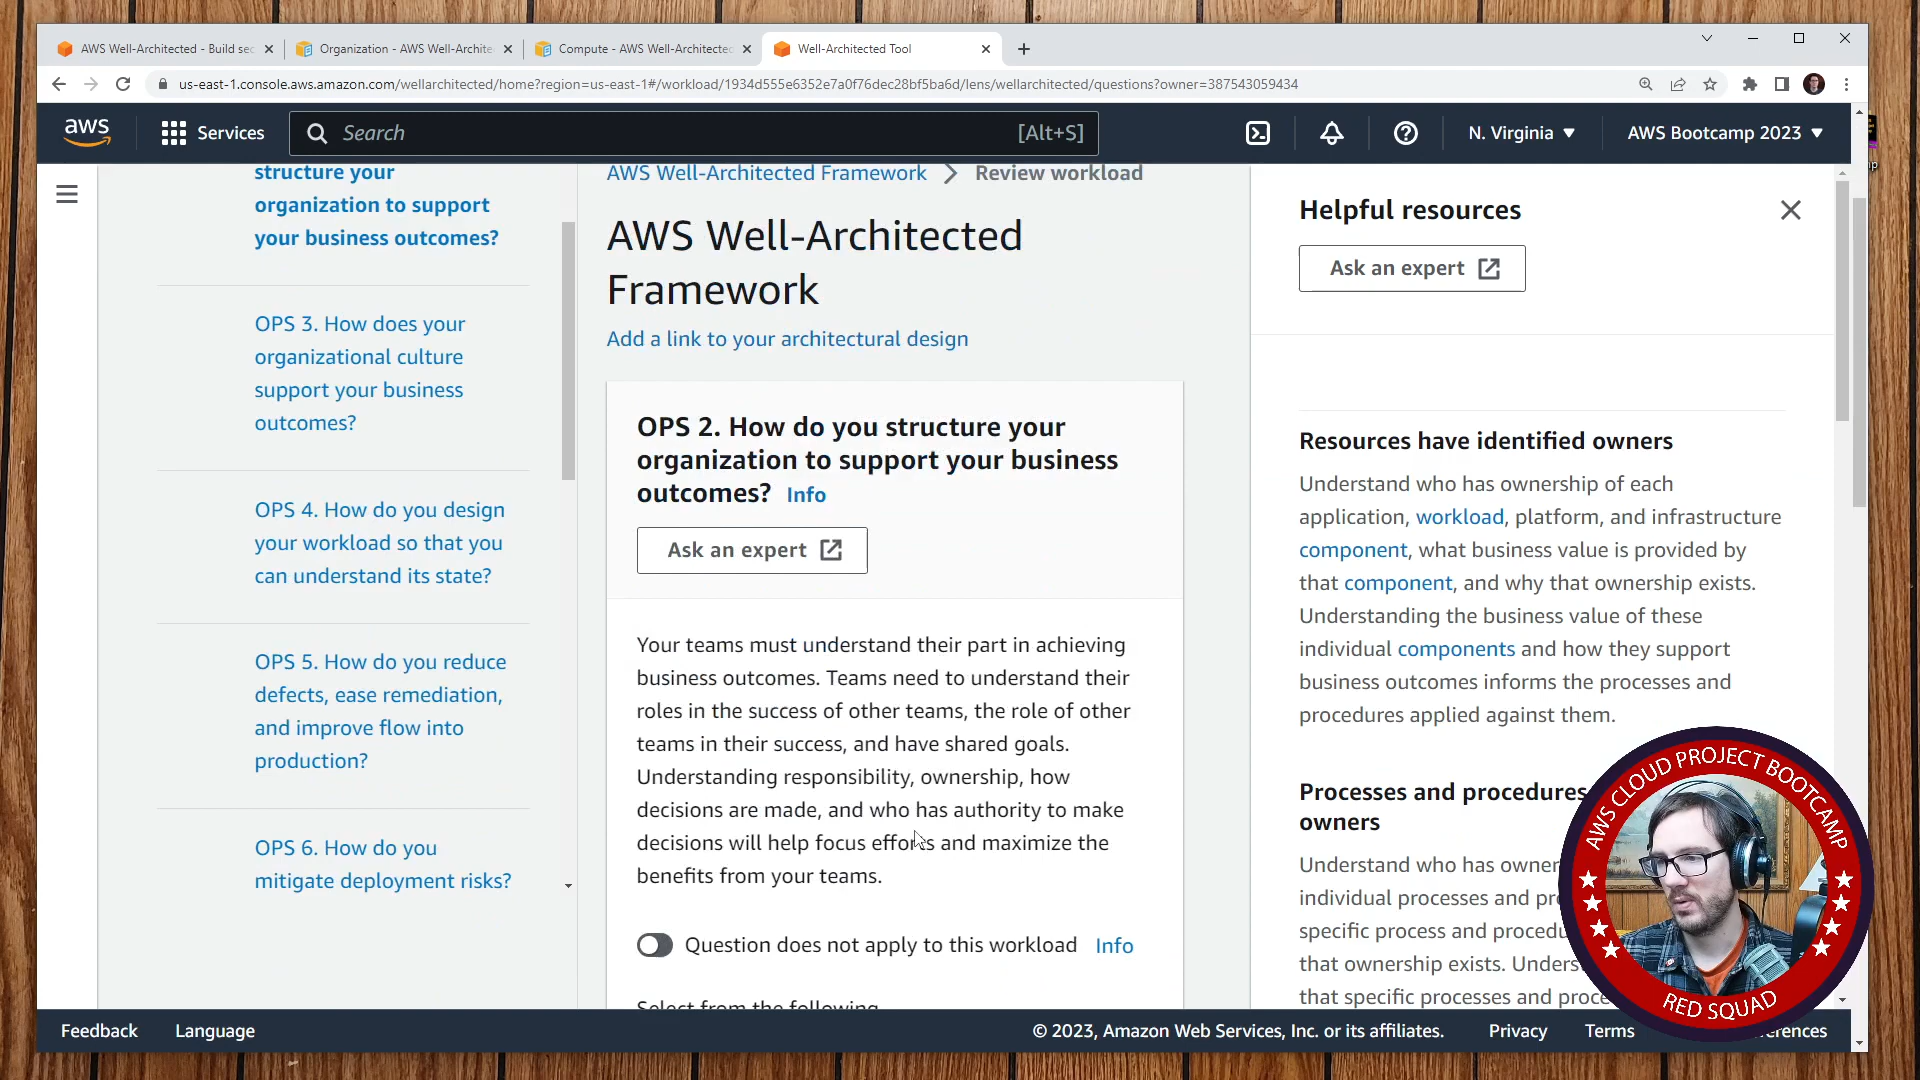 AWS Well-Architected - Build sec
Organization - AWS Well-Archite
Compute - AWS Well-Architected
Well-Architected Tool
us-east-1.console.aws.amazon.com/wellarchitected/home?region=us-east-1#/workload/1934d555e6352e7a0f76dec28bf5ba6d/lens/wellarchitected/questions?owner=387543059434
aws
Services
Search
[Alt+S]
N. Virginia
AWS Bootcamp 2023
structure your
organization to support
your business outcomes?
OPS 3. How does your
organizational culture
support your business
outcomes?
OPS 4. How do you design
your workload so that you
can understand its state?
OPS 5. How do you reduce
defects, ease remediation,
and improve flow into
production?
OPS 6. How do you
mitigate deployment risks?
AWS Well-Architected Framework > Review workload
AWS Well-Architected
Framework
Add a link to your architectural design
OPS 2. How do you structure your
organization to support your business
outcomes? Info
Ask an expert
Your teams must understand their part in achieving
business outcomes. Teams need to understand their
roles in the success of other teams, the role of other
teams in their success, and have shared goals.
Understanding responsibility, ownership, how
decisions are made, and who has authority to make
decisions will help focus efforts and maximize the
benefits from your teams.
Question does not apply to this workload Info
Select from the following
Helpful resources
Ask an expert
Resources have identified owners
Understand who has ownership of each
application, workload, platform, and infrastructure
component, what business value is provided by
that component, and why that ownership exists.
Understanding the business value of these
individual components and how they support
business outcomes informs the processes and
procedures applied against them.
Processes and procedures
owners
Understand who has owner
individual processes and pro
specific process and procedu
that ownership exists. Unders
that specific processes and proce
AWS CLOUD PROJECT BOOTCAMP
RED SQUAD
Feedback
Language
© 2023, Amazon Web Services, Inc. or its affiliates.
Privacy
Terms
erences